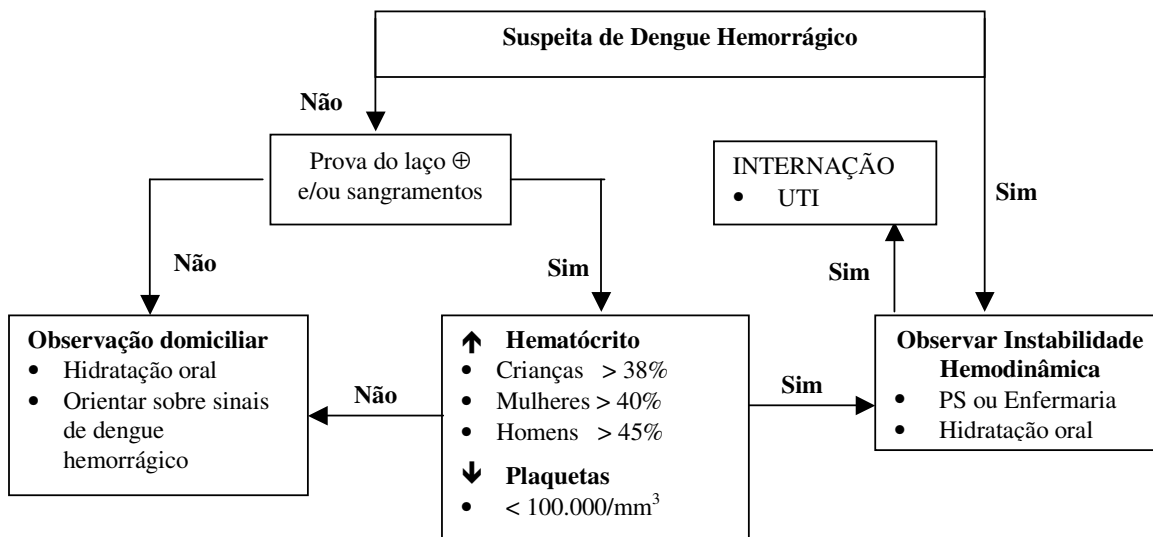 Suspeita de Dengue Hemorrágico
Não
Prova do laço ⊕
e/ou sangramentos
INTERNAÇÃO
• UTI
Sim
Não
Sim
Sim
Observação domiciliar
• Hidratação oral
• Orientar sobre sinais
de dengue
hemorrágico
Não
↑ Hematócrito
• Crianças > 38%
• Mulheres > 40%
• Homens > 45%
↓ Plaquetas
• < 100.000/mm³
Sim
Observar Instabilidade
Hemodinâmica
• PS ou Enfermaria
• Hidratação oral